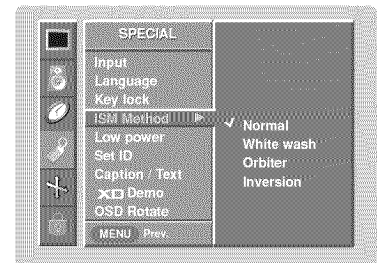 SPECIAL
Input
Language
Key lock
ISM Method
Low power
Set ID
Caption / Text
XD Demo
OSD Rotate
MENU Prev.
Normal
White wash
Orbiter
Inversion